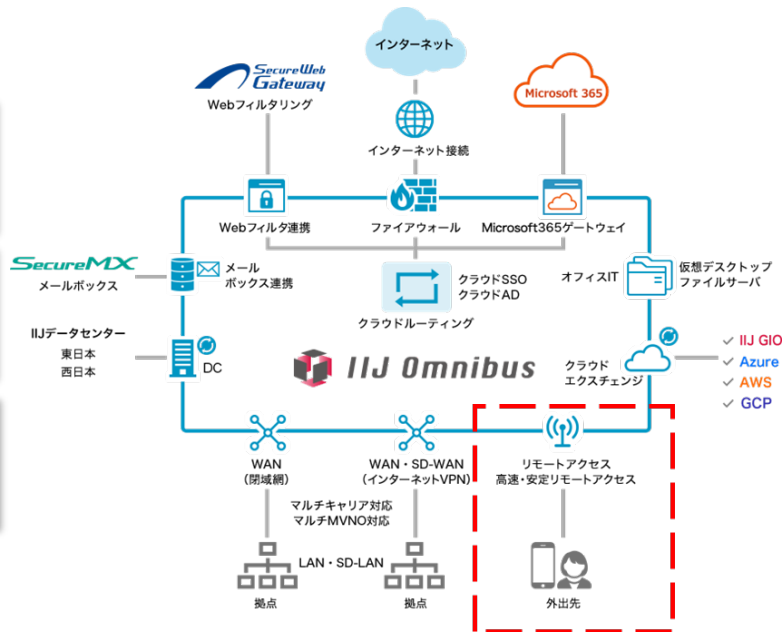 インターネット
SecureWeb
Gateway
Webフィルタリング
Microsoft 365
インターネット接続
Webフィルタ連携
ファイアウォール
Microsoft365ゲートウェイ
SecureMX
メールボックス
メール
ボックス連携
クラウドSSO
クラウドAD
クラウドルーティング
オフィスIT
仮想デスクトップ
ファイルサーバ
IIJデータセンター
東日本
西日本
DC
IIJ Omnibus
クラウド
エクスチェンジ
IIJ GIO
Azure
AWS
GCP
WAN
(閉域網)
WAN・SD-WAN
(インターネットVPN)
リモートアクセス
高速・安定リモートアクセス
マルチキャリア対応
マルチMVNO対応
LAN・SD-LAN
拠点
拠点
外出先